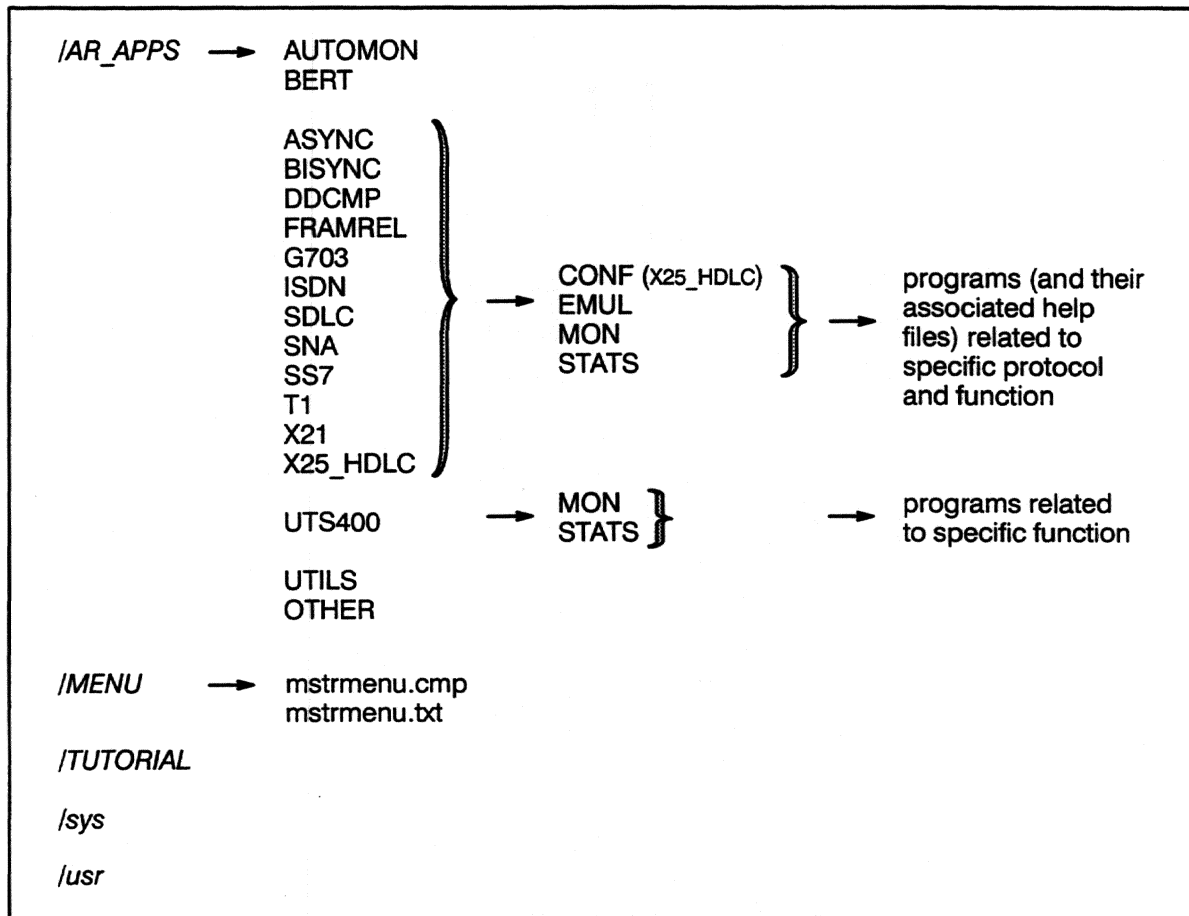 /AR_APPS → AUTOMON
BERT
ASYNC
BISYNC
DDCMP
FRAMREL
G703
ISDN
SDLC
SNA
SS7
T1
X21
X25_HDLC
→ CONF (X25_HDLC)
EMUL
MON
STATS
→ programs (and their
associated help
files) related to
specific protocol
and function
UTS400 → MON
STATS
→ programs related
to specific function
UTILS
OTHER
/MENU → mstrmenu.cmp
mstrmenu.txt
/TUTORIAL
/sys
/usr